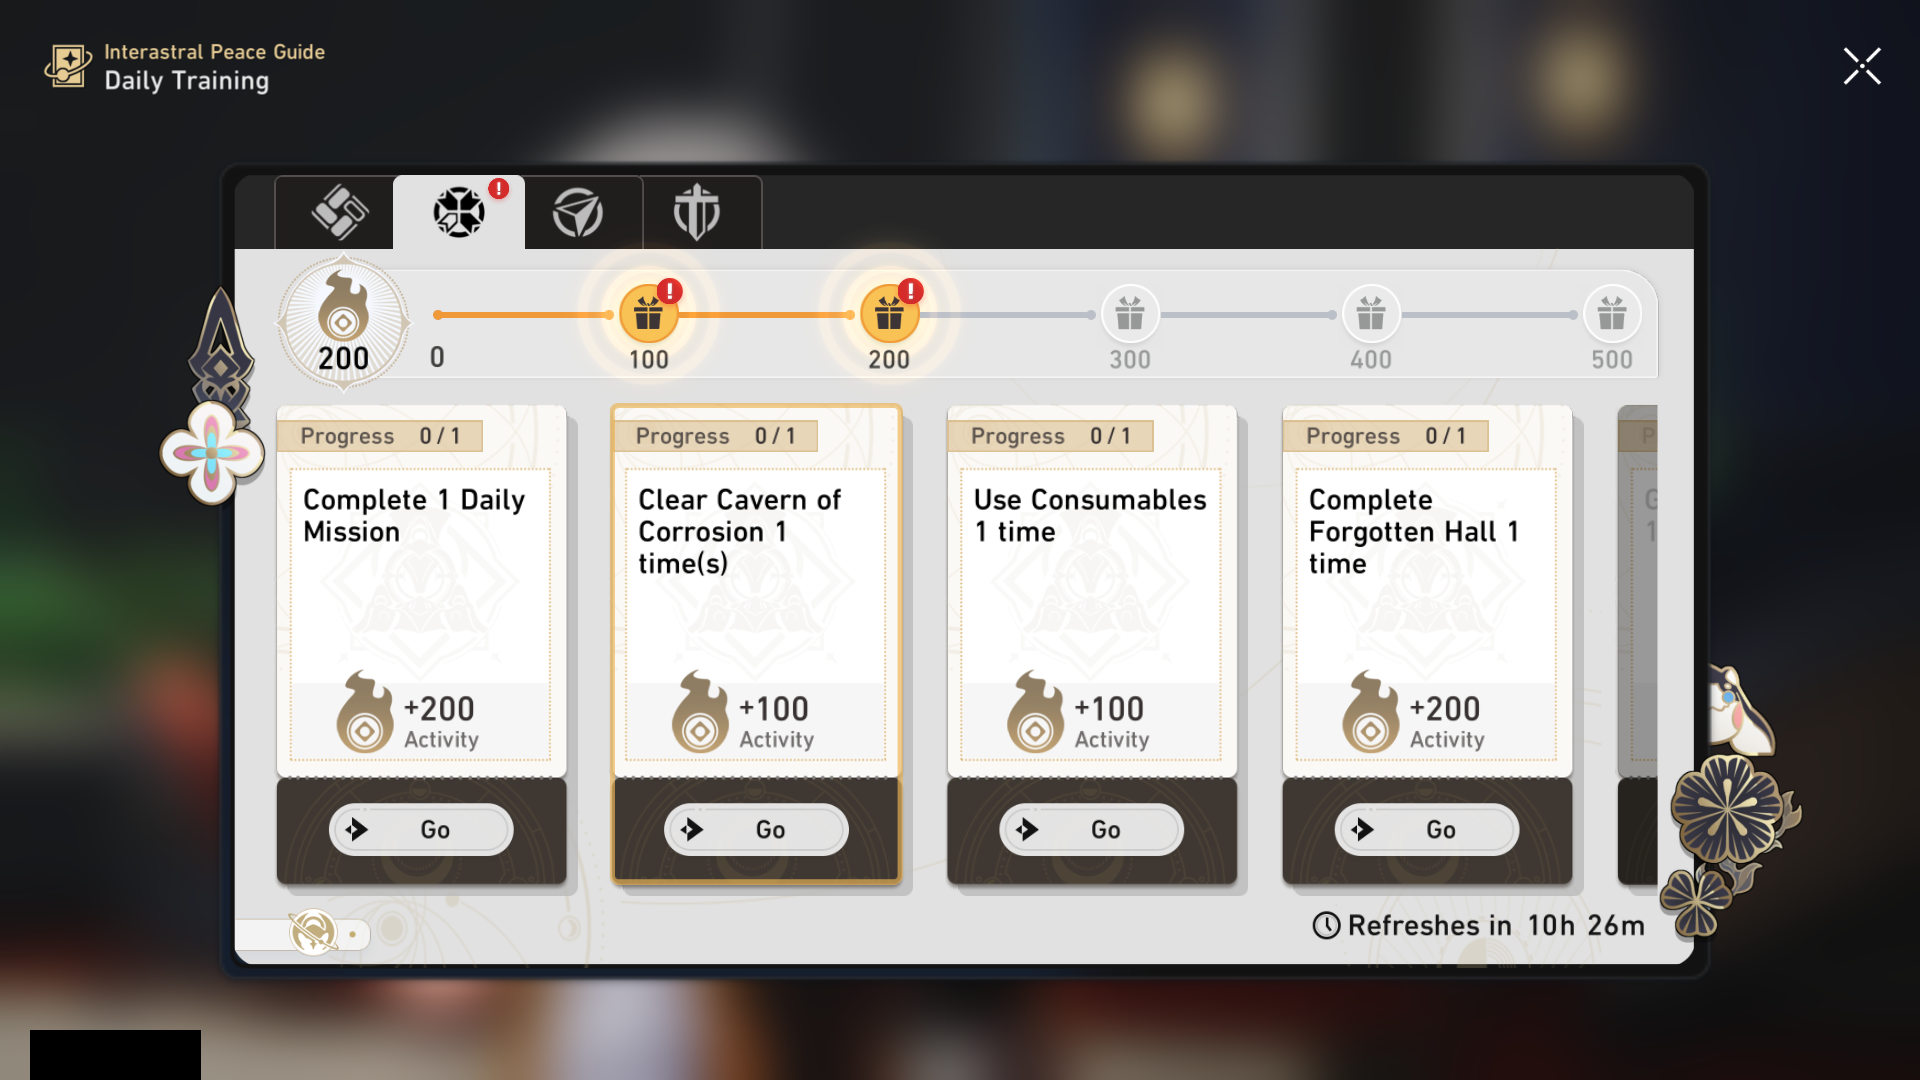 Interastral Peace Guide
Daily Training
200
0
100
200
300
400
500
Progress 0 / 1
Complete 1 Daily
Mission
+200
Activity
Go
Progress 0 / 1
Clear Cavern of
Corrosion 1
time(s)
+100
Activity
Go
Progress 0 / 1
Use Consumables
1 time
+100
Activity
Go
Progress 0 / 1
Complete
Forgotten Hall 1
time
+200
Activity
Go
Refreshes in 10h 26m